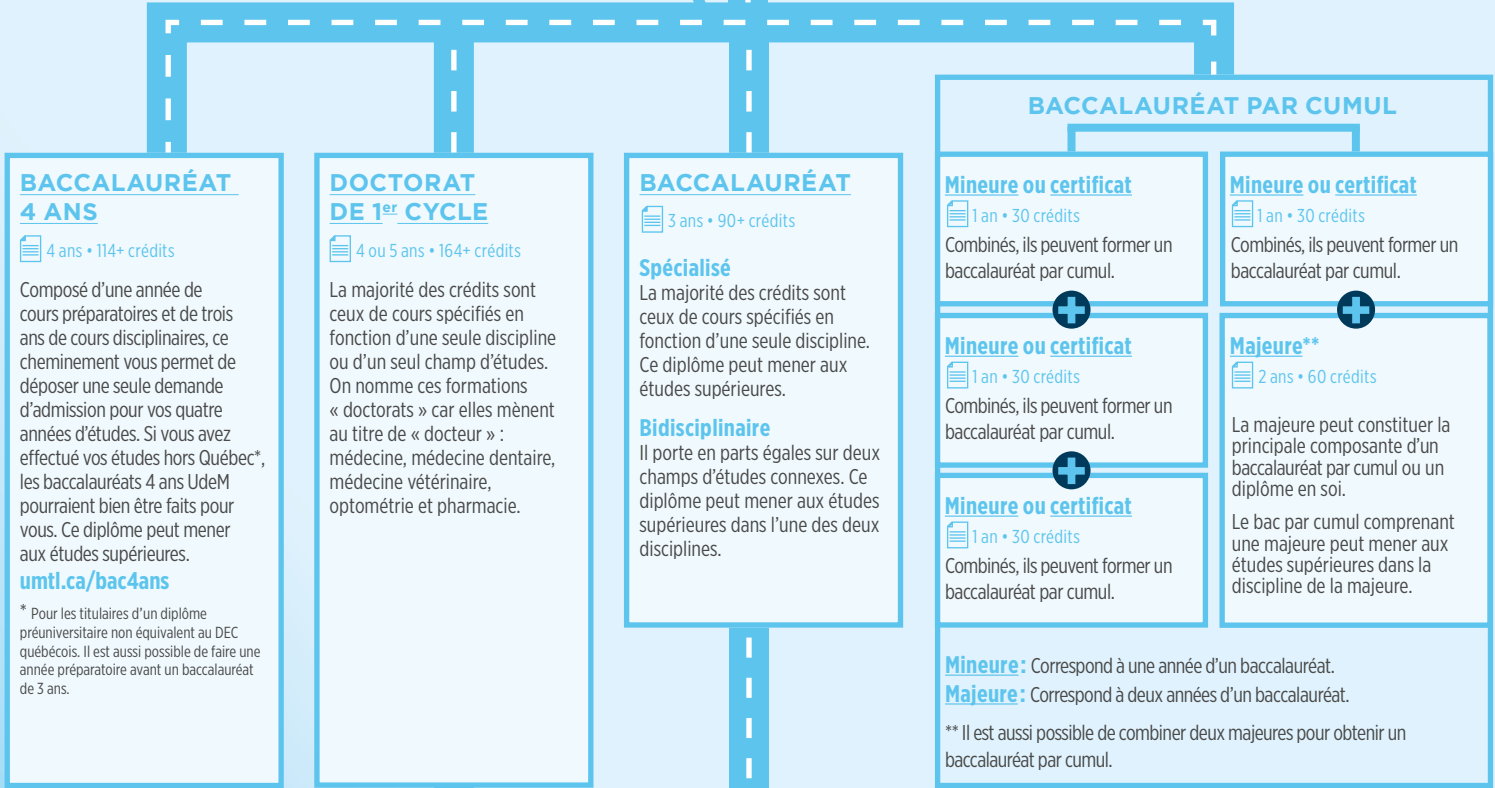 BACCALAURÉAT
4 ANS
4 ans • 114+ crédits
Composé d'une année de
cours préparatoires et de trois
ans de cours disciplinaires, ce
cheminement vous permet de
déposer une seule demande
d'admission pour vos quatre
années d'études. Si vous avez
effectué vos études hors Québec*,
les baccalauréats 4 ans UdeM
pourraient bien être faits pour
vous. Ce diplôme peut mener
aux études supérieures.
umtl.ca/bac4ans
* Pour les titulaires d'un diplôme
préuniversitaire non équivalent au DEC
québécois. Il est aussi possible de faire une
année préparatoire avant un baccalauréat
de 3 ans.
DOCTORAT
DE 1er CYCLE
4 ou 5 ans • 164+ crédits
La majorité des crédits sont
ceux de cours spécifiés en
fonction d'une seule discipline
ou d'un seul champ d'études.
On nomme ces formations
« doctorats » car elles mènent
au titre de « docteur » :
médecine, médecine dentaire,
médecine vétérinaire,
optométrie et pharmacie.
BACCALAURÉAT
3 ans • 90+ crédits
Spécialisé
La majorité des crédits sont
ceux de cours spécifiés en
fonction d'une seule discipline.
Ce diplôme peut mener aux
études supérieures.
Bidisciplinaire
Il porte en parts égales sur deux
champs d'études connexes. Ce
diplôme peut mener aux études
supérieures dans l'une des deux
disciplines.
BACCALAURÉAT PAR CUMUL
Mineure ou certificat
1 an • 30 crédits
Combinés, ils peuvent former un
baccalauréat par cumul.
Mineure ou certificat
1 an • 30 crédits
Combinés, ils peuvent former un
baccalauréat par cumul.
Mineure ou certificat
1 an • 30 crédits
Combinés, ils peuvent former un
baccalauréat par cumul.
Mineure ou certificat
1 an • 30 crédits
Combinés, ils peuvent former un
baccalauréat par cumul.
Majeure**
2 ans • 60 crédits
La majeure peut constituer la
principale composante d'un
baccalauréat par cumul ou un
diplôme en soi.
Le bac par cumul comprenant
une majeure peut mener aux
études supérieures dans la
discipline de la majeure.
Mineure : Correspond à une année d'un baccalauréat.
Majeure : Correspond à deux années d'un baccalauréat.
** Il est aussi possible de combiner deux majeures pour obtenir un
baccalauréat par cumul.